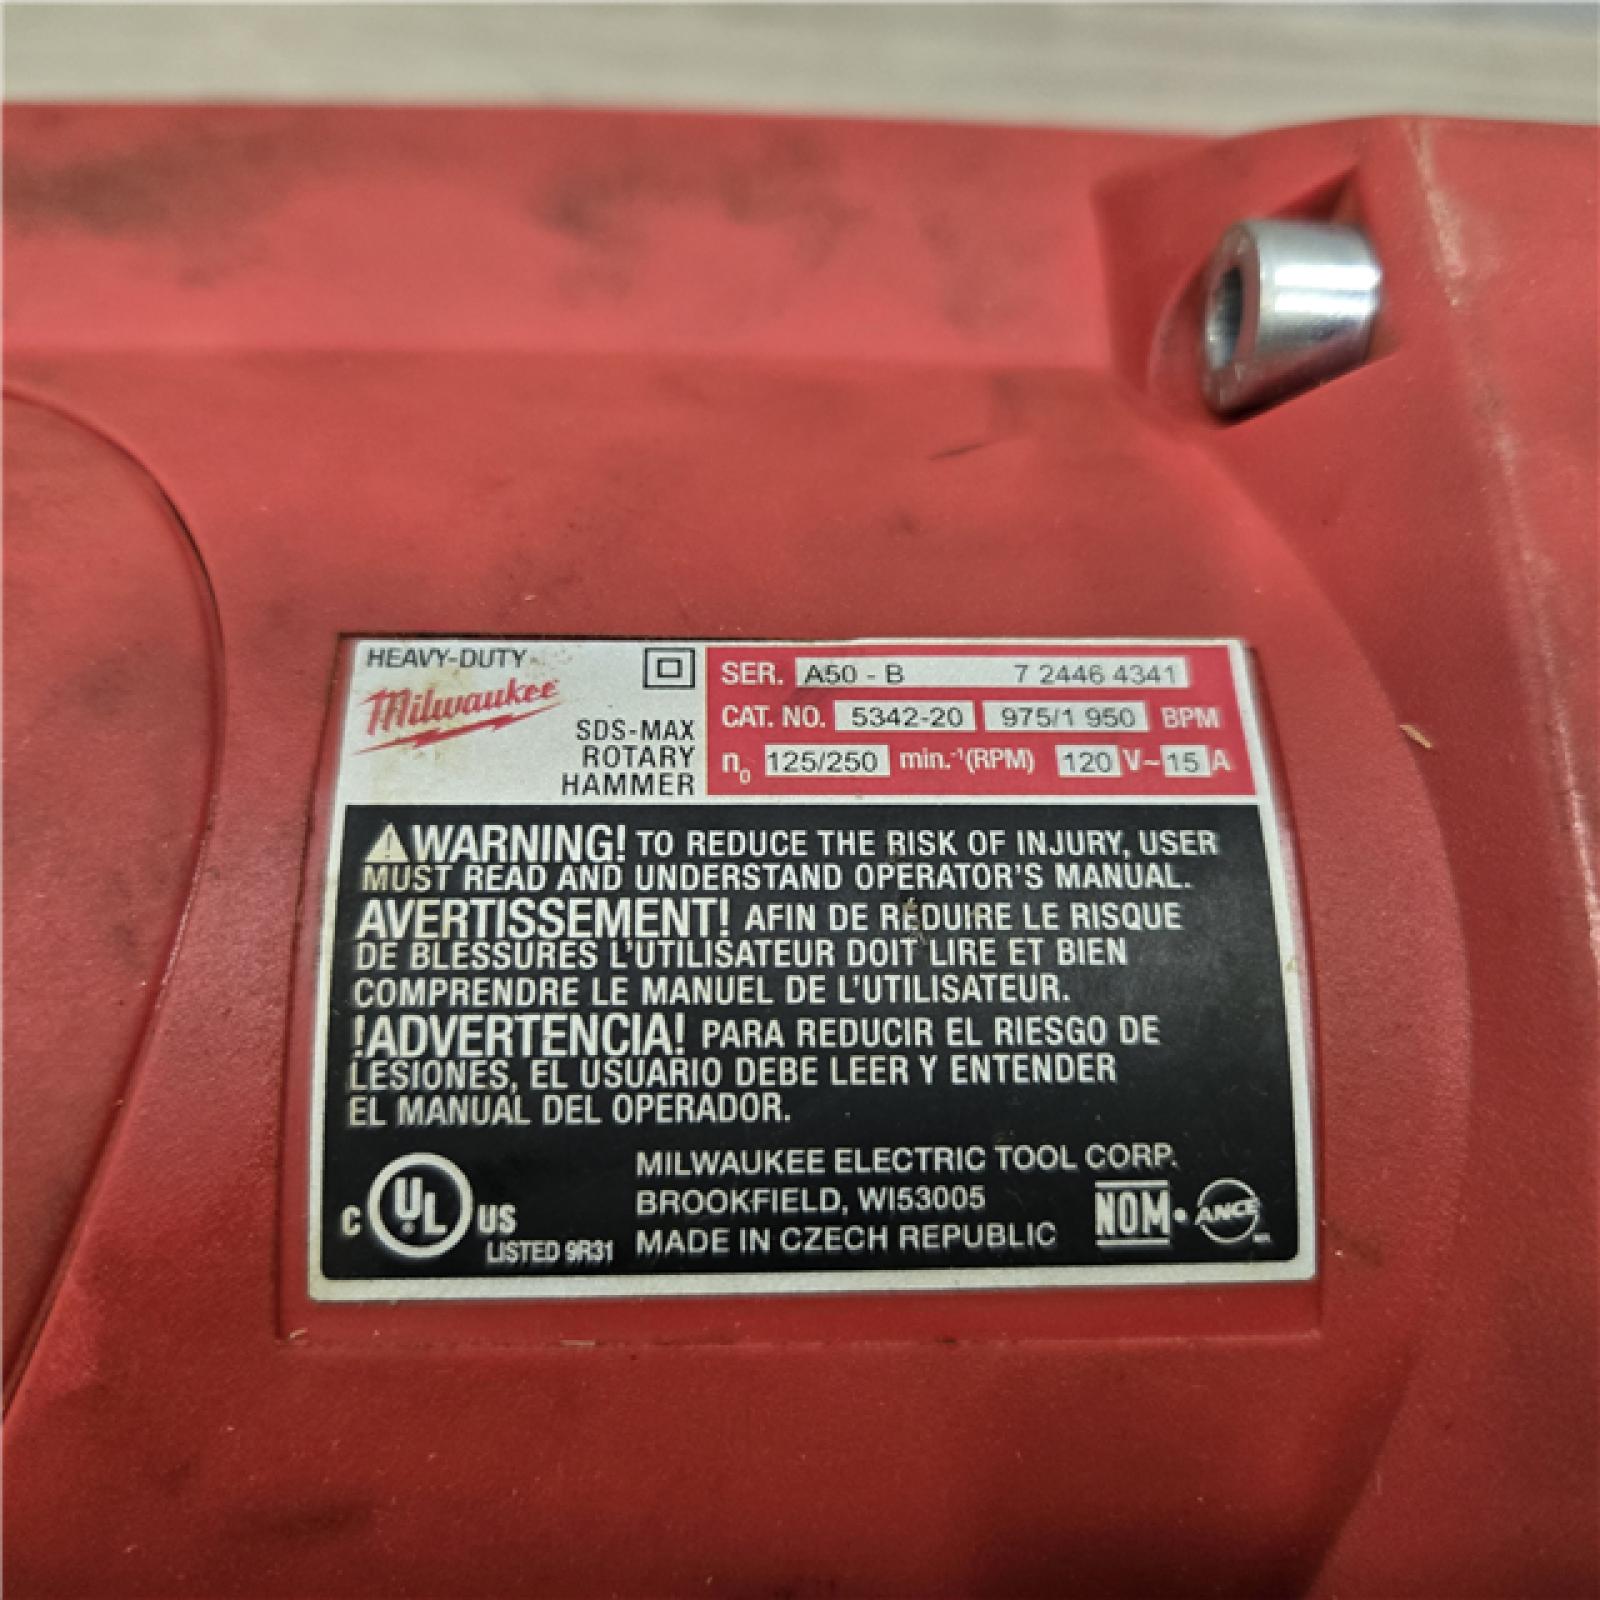 HEAVY-DUTY
Milwaukee
SDS-MAX
ROTARY
HAMMER
SER. A50 - B 7 2446 4341
CAT. NO. 5342-20 975/1 950 BPM
n₀ 125/250 min.⁻¹(RPM) 120 V~ 15 A
WARNING! TO REDUCE THE RISK OF INJURY, USER
MUST READ AND UNDERSTAND OPERATOR'S MANUAL.
AVERTISSEMENT! AFIN DE RÉDUIRE LE RISQUE
DE BLESSURES L'UTILISATEUR DOIT LIRE ET BIEN
COMPRENDRE LE MANUEL DE L'UTILISATEUR.
!ADVERTENCIA! PARA REDUCIR EL RIESGO DE
LESIONES, EL USUARIO DEBE LEER Y ENTENDER
EL MANUAL DEL OPERADOR.
C UL® US
LISTED 9R31
MILWAUKEE ELECTRIC TOOL CORP.
BROOKFIELD, WI53005
MADE IN CZECH REPUBLIC
NOM• ANCE